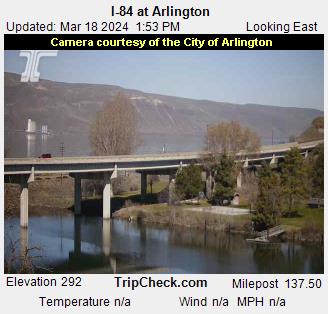 I-84 at Arlington
Updated: Mar 18 2024 1:53 PM Looking East
Camera courtesy of the City of Arlington
Elevation 292 TripCheck.com Milepost 137.50
Temperature n/a Wind n/a MPH n/a